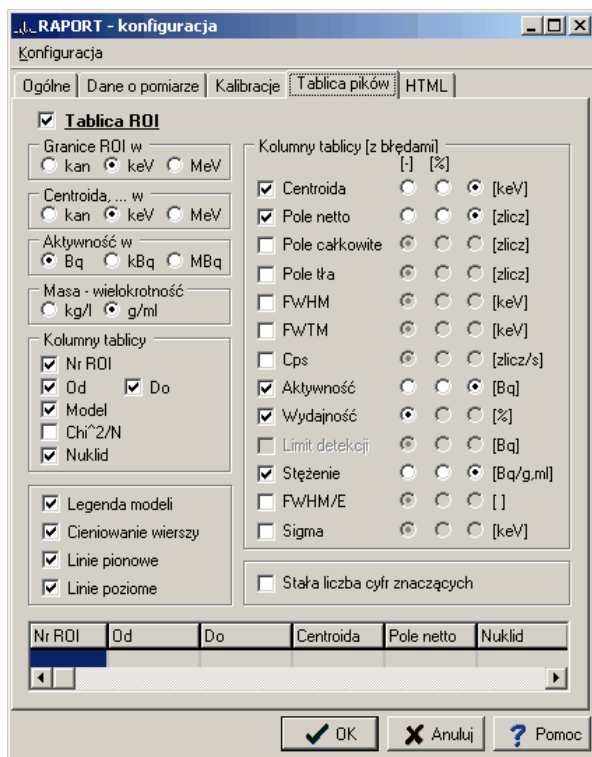 RAPORT - konfiguracja
Konfiguracja
Ogólne Dane o pomiarze Kalibracje Tablica pików HTML
Tablica ROI
Granice ROI w
kan keV MeV
Centroida, ... w
kan keV MeV
Aktywność w
Bq kBq MBq
Masa - wielokrotność
kg/l g/ml
Kolumny tablicy
Nr ROI
Od Do
Model
Chi^2/N
Nuklid
Legenda modeli
Cieniowanie wierszy
Linie pionowe
Linie poziome
Kolumny tablicy [z błędami]
[-] [%]
Centroida [keV]
Pole netto [zlicz]
Pole całkowite [zlicz]
Pole tła [zlicz]
FWHM [keV]
FWTM [keV]
Cps [zlicz/s]
Aktywność [Bq]
Wydajność [%]
Limit detekcji [Bq]
Stężenie [Bq/g,ml]
FWHM/E [ ]
Sigma [keV]
Stała liczba cyfr znaczących
Nr ROI Od Do Centroida Pole netto Nuklid
OK Anuluj Pomoc